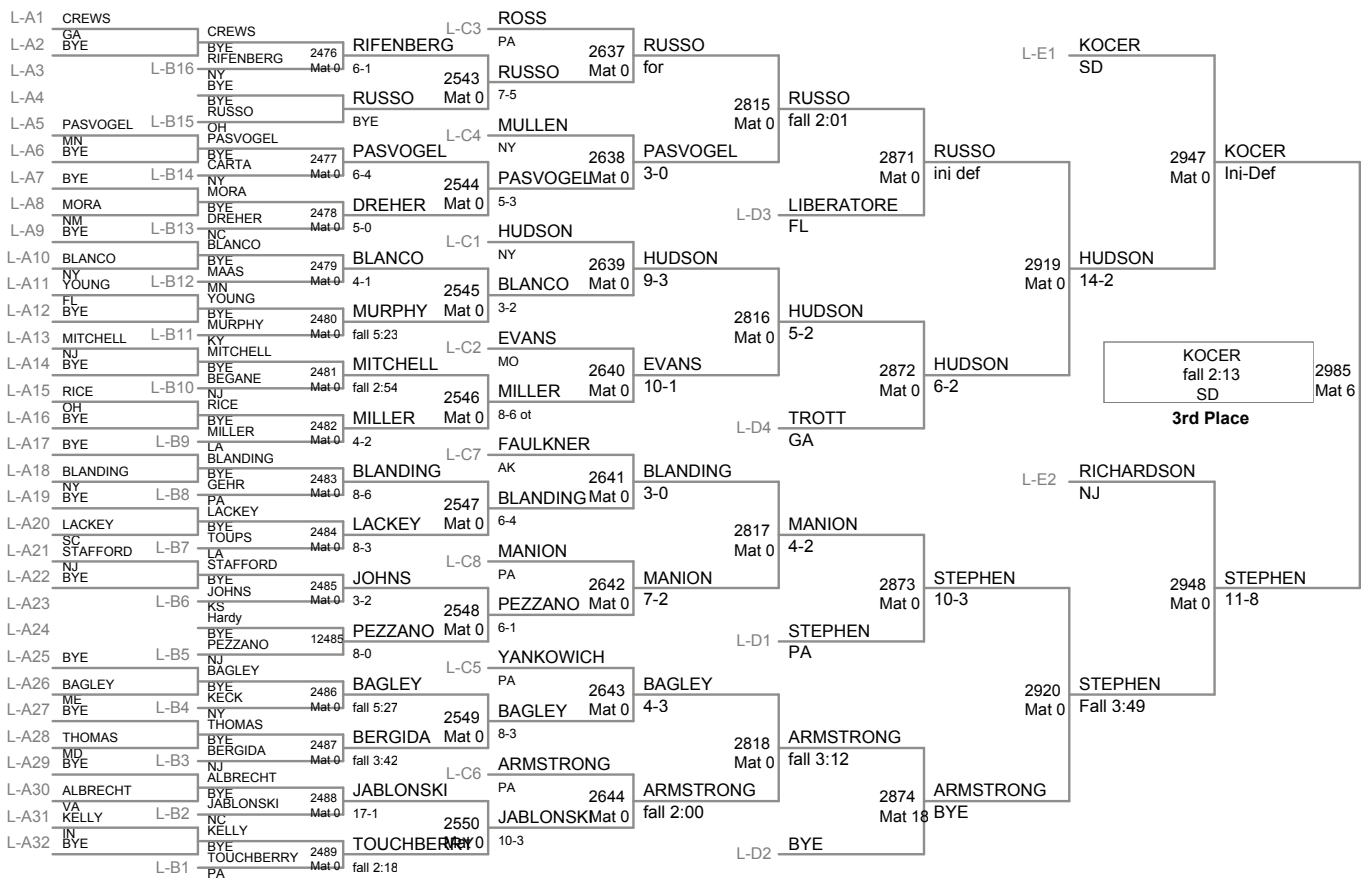 L-A1 CREWS
GA
L-A2 BYE
L-A3
L-A4
L-A5 PASVOGEL
MN
L-A6 BYE
L-A7 BYE
L-A8 MORA
NM
L-A9 BYE
L-A10 BLANCO
NY
L-A11 YOUNG
FL
L-A12 BYE
L-A13 MITCHELL
NJ
L-A14 BYE
L-A15 RICE
OH
L-A16 BYE
L-A17 BYE
L-A18 BLANDING
NY
L-A19 BYE
L-A20 LACKEY
SC
L-A21 STAFFORD
NJ
L-A22 BYE
L-A23
L-A24
L-A25 BYE
L-A26 BAGLEY
ME
L-A27 BYE
L-A28 THOMAS
MD
L-A29 BYE
L-A30 ALBRECHT
VA
L-A31 KELLY
IN
L-A32 BYE
CREWS
BYE
L-B16 RIFENBERG
NY
2476
Mat 0
BYE
BYE
L-B15 RUSSO
OH
PASVOGEL
BYE
L-B14 CARTA
NY
2477
Mat 0
MORA
BYE
L-B13 DREHER
NC
2478
Mat 0
BLANCO
BYE
L-B12 MAAS
MN
2479
Mat 0
YOUNG
BYE
L-B11 MURPHY
KY
2480
Mat 0
MITCHELL
BYE
L-B10 BEGANE
NJ
2481
Mat 0
RICE
BYE
L-B9 MILLER
LA
2482
Mat 0
BLANDING
BYE
L-B8 GEHR
PA
2483
Mat 0
LACKEY
BYE
L-B7 TOUPS
LA
2484
Mat 0
STAFFORD
BYE
L-B6 JOHNS
KS
2485
Mat 0
Hardy
BYE
L-B5 PEZZANO
NJ
12485
BAGLEY
BYE
L-B4 KECK
NY
2486
Mat 0
THOMAS
BYE
L-B3 BERGIDA
NJ
2487
Mat 0
ALBRECHT
BYE
L-B2 JABLONSKI
NC
2488
Mat 0
KELLY
BYE
L-B1 TOUCHBERRY
PA
2489
Mat 0
RIFENBERG
6-1
2543
Mat 0
RUSSO
BYE
PASVOGEL
6-4
2544
Mat 0
DREHER
5-0
BLANCO
4-1
2545
Mat 0
MURPHY
fall 5:23
MITCHELL
fall 2:54
2546
Mat 0
MILLER
4-2
BLANDING
8-6
2547
Mat 0
LACKEY
8-3
JOHNS
3-2
2548
Mat 0
PEZZANO
8-0
BAGLEY
fall 5:27
2549
Mat 0
BERGIDA
fall 3:42
JABLONSKI
17-1
2550
Mat 0
TOUCHBERRY
fall 2:18
L-C3 ROSS
PA
2637
Mat 0
RUSSO
7-5
L-C4 MULLEN
NY
2638
Mat 0
PASVOGEL
5-3
L-C1 HUDSON
NY
2639
Mat 0
BLANCO
3-2
L-C2 EVANS
MO
2640
Mat 0
MILLER
8-6 ot
L-C7 FAULKNER
AK
2641
Mat 0
BLANDING
6-4
L-C8 MANION
PA
2642
Mat 0
PEZZANO
6-1
L-C5 YANKOWICH
PA
2643
Mat 0
BAGLEY
8-3
L-C6 ARMSTRONG
PA
2644
Mat 0
JABLONSKI
10-3
RUSSO
for
2815
Mat 0
PASVOGEL
3-0
HUDSON
9-3
2816
Mat 0
EVANS
10-1
BLANDING
3-0
2817
Mat 0
MANION
7-2
BAGLEY
4-3
2818
Mat 0
ARMSTRONG
fall 2:00
RUSSO
fall 2:01
2871
Mat 0
L-D3 LIBERATORE
FL
HUDSON
5-2
2872
Mat 0
L-D4 TROTT
GA
MANION
4-2
2873
Mat 0
L-D1 STEPHEN
PA
ARMSTRONG
fall 3:12
2874
Mat 18
L-D2 BYE
RUSSO
ini def
2919
Mat 0
HUDSON
6-2
STEPHEN
10-3
2920
Mat 0
ARMSTRONG
BYE
L-E1 KOCER
SD
2947
Mat 0
HUDSON
14-2
L-E2 RICHARDSON
NJ
2948
Mat 0
STEPHEN
Fall 3:49
KOCER
Ini-Def
KOCER
fall 2:13
SD
2985
Mat 6
3rd Place
STEPHEN
11-8